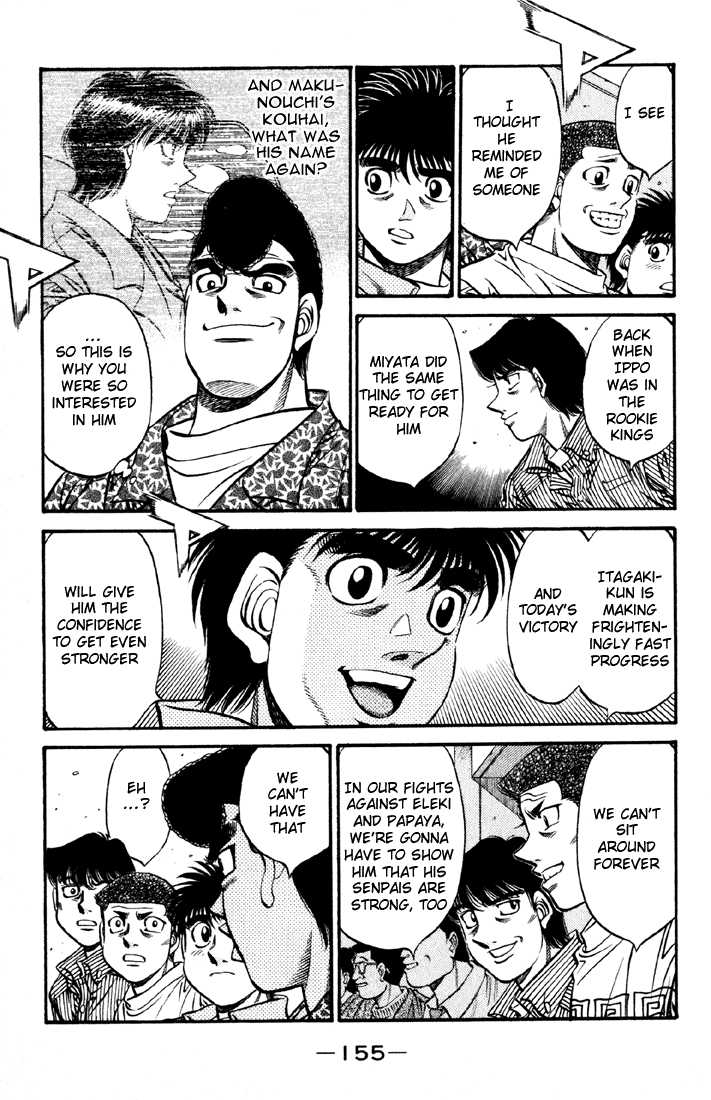 I SEE
I
THOUGHT
HE
REMINDED
ME OF
SOMEONE
AND MAKU-
NOUCHI'S
KOUHAI,
WHAT WAS
HIS NAME
AGAIN?
...
SO THIS IS
WHY YOU
WERE SO
INTERESTED
IN HIM
BACK
WHEN
IPPO
WAS IN
THE
ROOKIE
KINGS
MIYATA DID
THE SAME
THING TO GET
READY FOR
HIM
ITAGAKI-
KUN IS
MAKING
FRIGHTEN-
INGLY FAST
PROGRESS
AND
TODAY'S
VICTORY
WILL GIVE
HIM THE
CONFIDENCE
TO GET EVEN
STRONGER
WE CAN'T
SIT
AROUND
FOREVER
IN OUR FIGHTS
AGAINST ELEKI
AND PAPAYA,
WE'RE GONNA
HAVE TO SHOW
HIM THAT HIS
SENPAIS ARE
STRONG, TOO
WE
CAN'T
HAVE
THAT
EH
...?
—155—